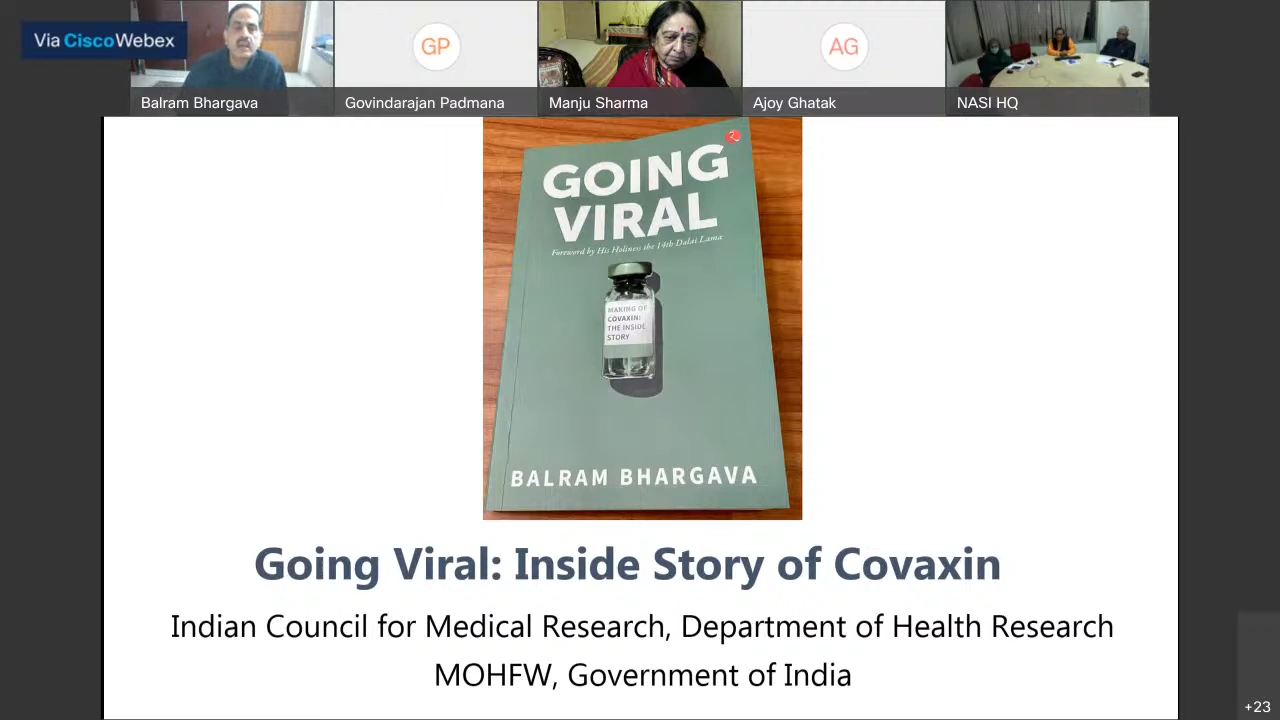 Via CiscoWebex
GP
AG
Balram Bhargava
Govindarajan Padmana
Manju Sharma
Ajoy Ghatak
NASI HQ
GOING
VIRAL
Foreword by His Holiness the 14th Dalai Lama
MAKING OF
COVAXIN:
THE INSIDE
STORY
BALRAM BHARGAVA
Going Viral: Inside Story of Covaxin
Indian Council for Medical Research, Department of Health Research
MOHFW, Government of India
+23